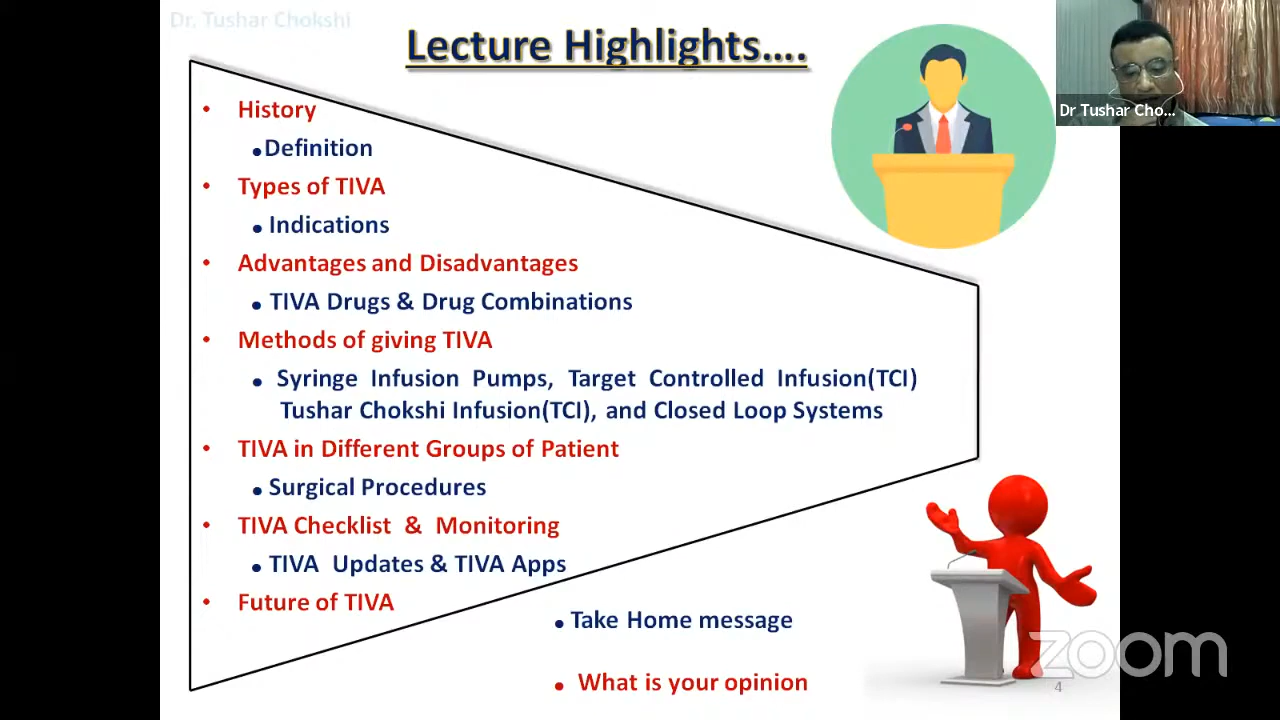 Dr. Tushar Chokshi
Lecture Highlights....
• History
• Definition
• Types of TIVA
• Indications
• Advantages and Disadvantages
• TIVA Drugs & Drug Combinations
• Methods of giving TIVA
• Syringe Infusion Pumps, Target Controlled Infusion(TCI)
Tushar Chokshi Infusion(TCI), and Closed Loop Systems
• TIVA in Different Groups of Patient
• Surgical Procedures
• TIVA Checklist & Monitoring
• TIVA Updates & TIVA Apps
• Future of TIVA
• Take Home message
• What is your opinion
Dr Tushar Cho...
zoom
4